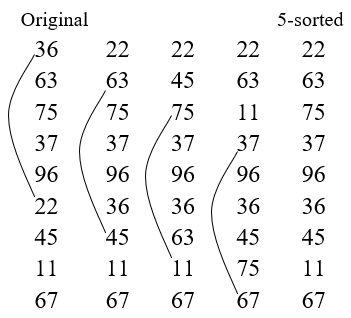 Original 5-sorted
36 22 22 22 22
63 63 45 63 63
75 75 75 11 75
37 37 37 37 37
96 96 96 96 96
22 36 36 36 36
45 45 63 45 45
11 11 11 75 11
67 67 67 67 67